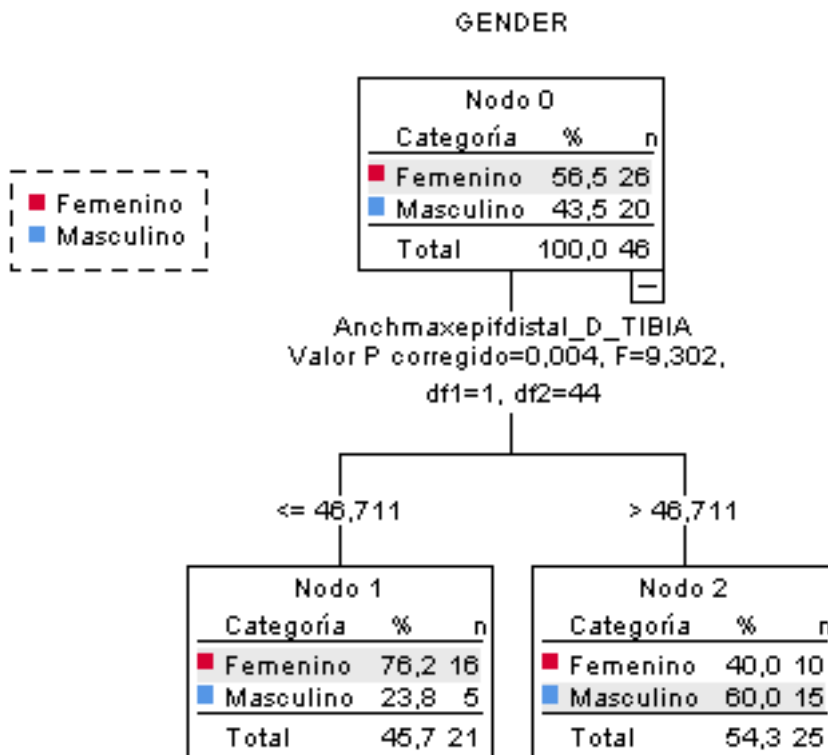 GENDER
Nodo 0
Categoría % n
Femenino 56,5 26
Masculino 43,5 20
Total 100,0 46
Femenino
Masculino
Anchmaxepifdistal_D_TIBIA
Valor P corregido=0,004, F=9,302,
df1=1, df2=44
<= 46,711
> 46,711
Nodo 1
Categoría % n
Femenino 76,2 16
Masculino 23,8 5
Total 45,7 21
Nodo 2
Categoría % n
Femenino 40,0 10
Masculino 60,0 15
Total 54,3 25